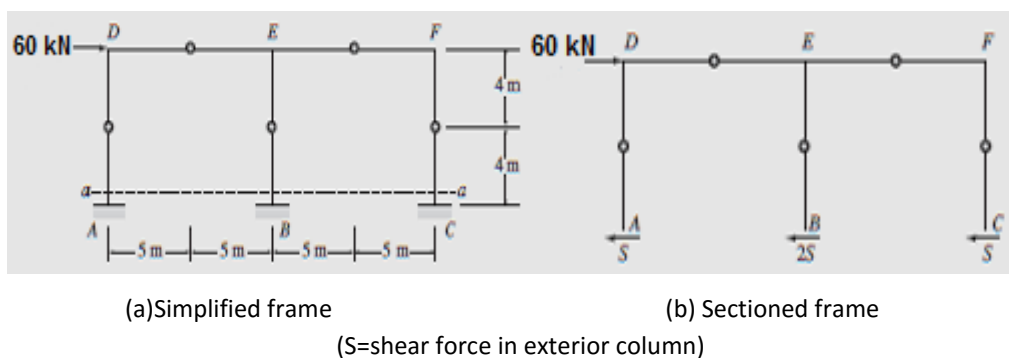 D E F
60 kN
4 m
4 m
a a
A B C
5 m 5 m 5 m 5 m
60 kN D E F
A B C
S 2S S
(a)Simplified frame (b) Sectioned frame
(S=shear force in exterior column)